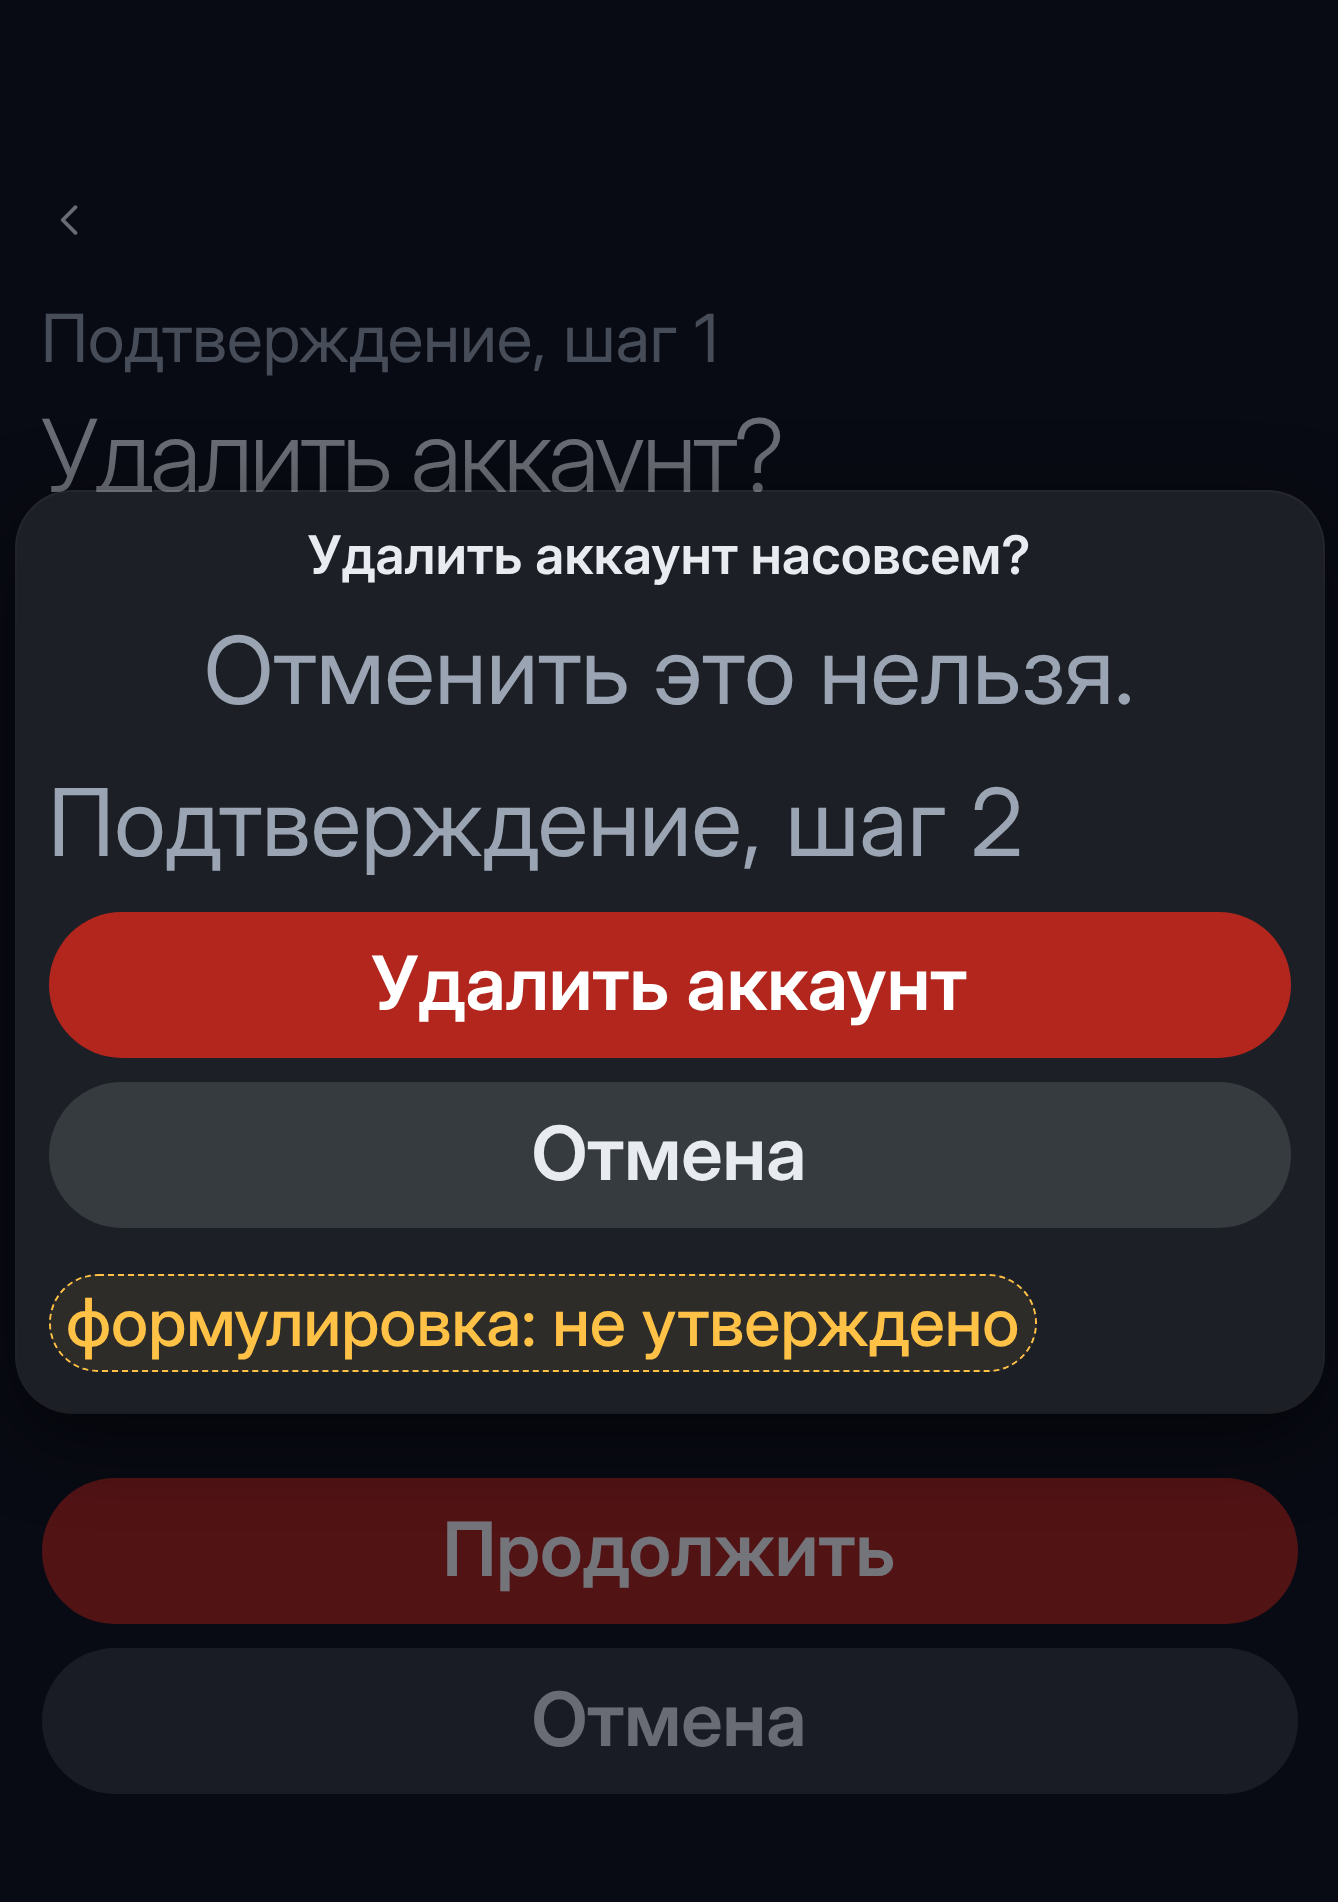 Подтверждение, шаг 1
Удалить аккаунт?
Удалить аккаунт насовсем?
Отменить это нельзя.
Подтверждение, шаг 2
Удалить аккаунт
Отмена
формулировка: не утверждено
Продолжить
Отмена